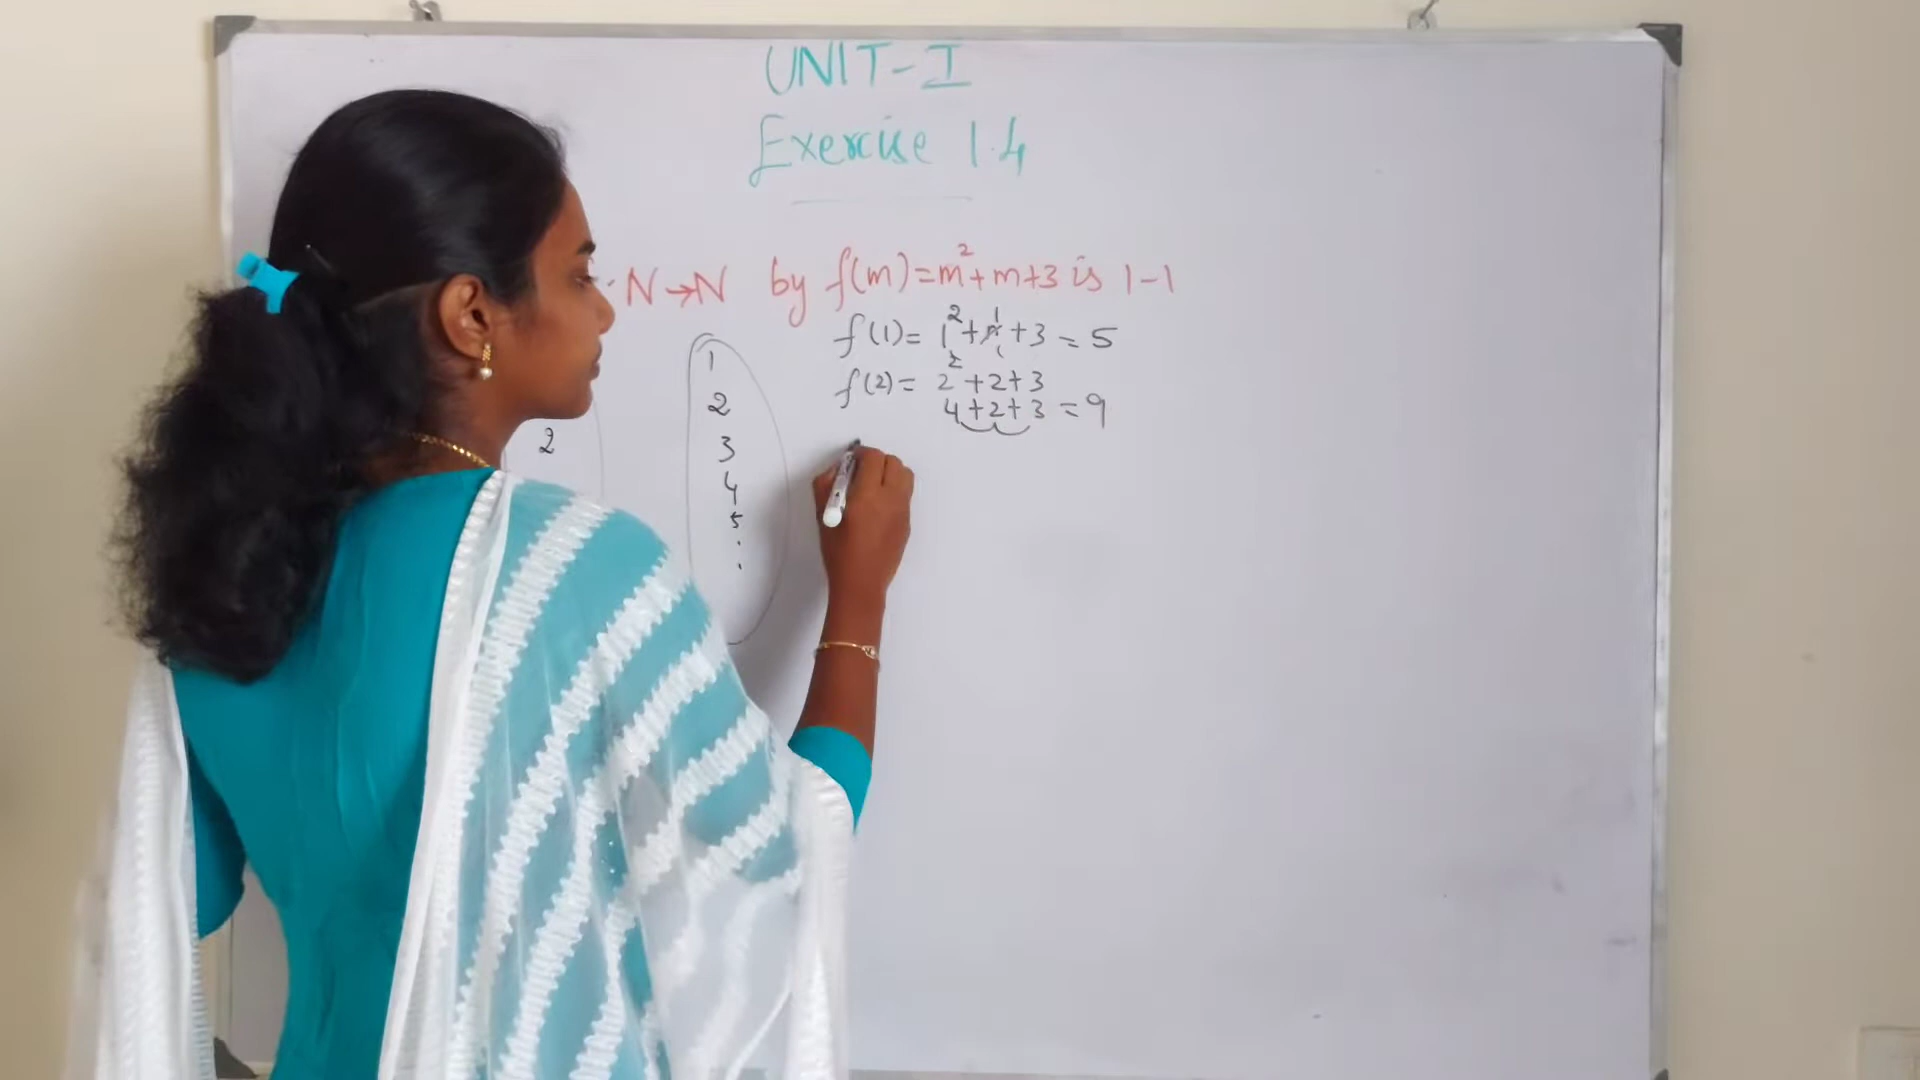 UNIT-I
Exercise 1.4
N→N by f(m)=m²+m+3 is 1-1
f(1)= 1²+1+3 = 5
f(2)= 2²+2+3
4+2+3 = 9
2
1
2
3
4
5
.
.